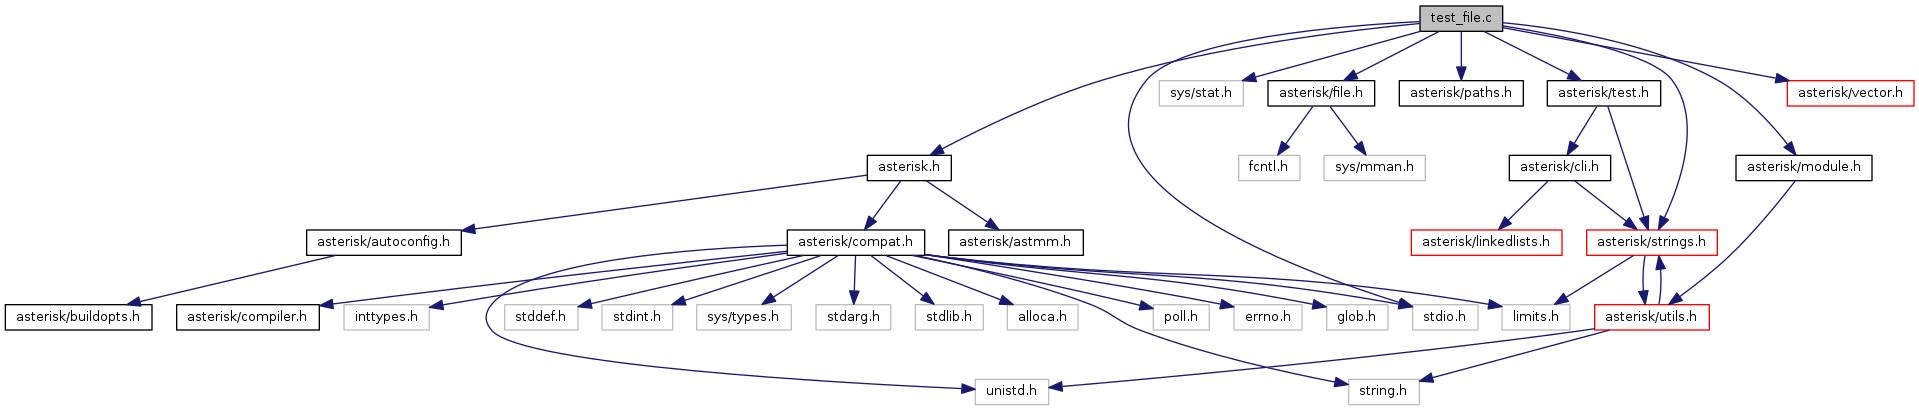 test_file.c
sys/stat.h
asterisk/file.h
asterisk/paths.h
asterisk/test.h
asterisk/vector.h
asterisk.h
fcntl.h
sys/mman.h
asterisk/cli.h
asterisk/module.h
asterisk/autoconfig.h
asterisk/compat.h
asterisk/astmm.h
asterisk/linkedlists.h
asterisk/strings.h
asterisk/buildopts.h
asterisk/compiler.h
inttypes.h
stddef.h
stdint.h
sys/types.h
stdarg.h
stdlib.h
alloca.h
poll.h
errno.h
glob.h
stdio.h
limits.h
asterisk/utils.h
unistd.h
string.h